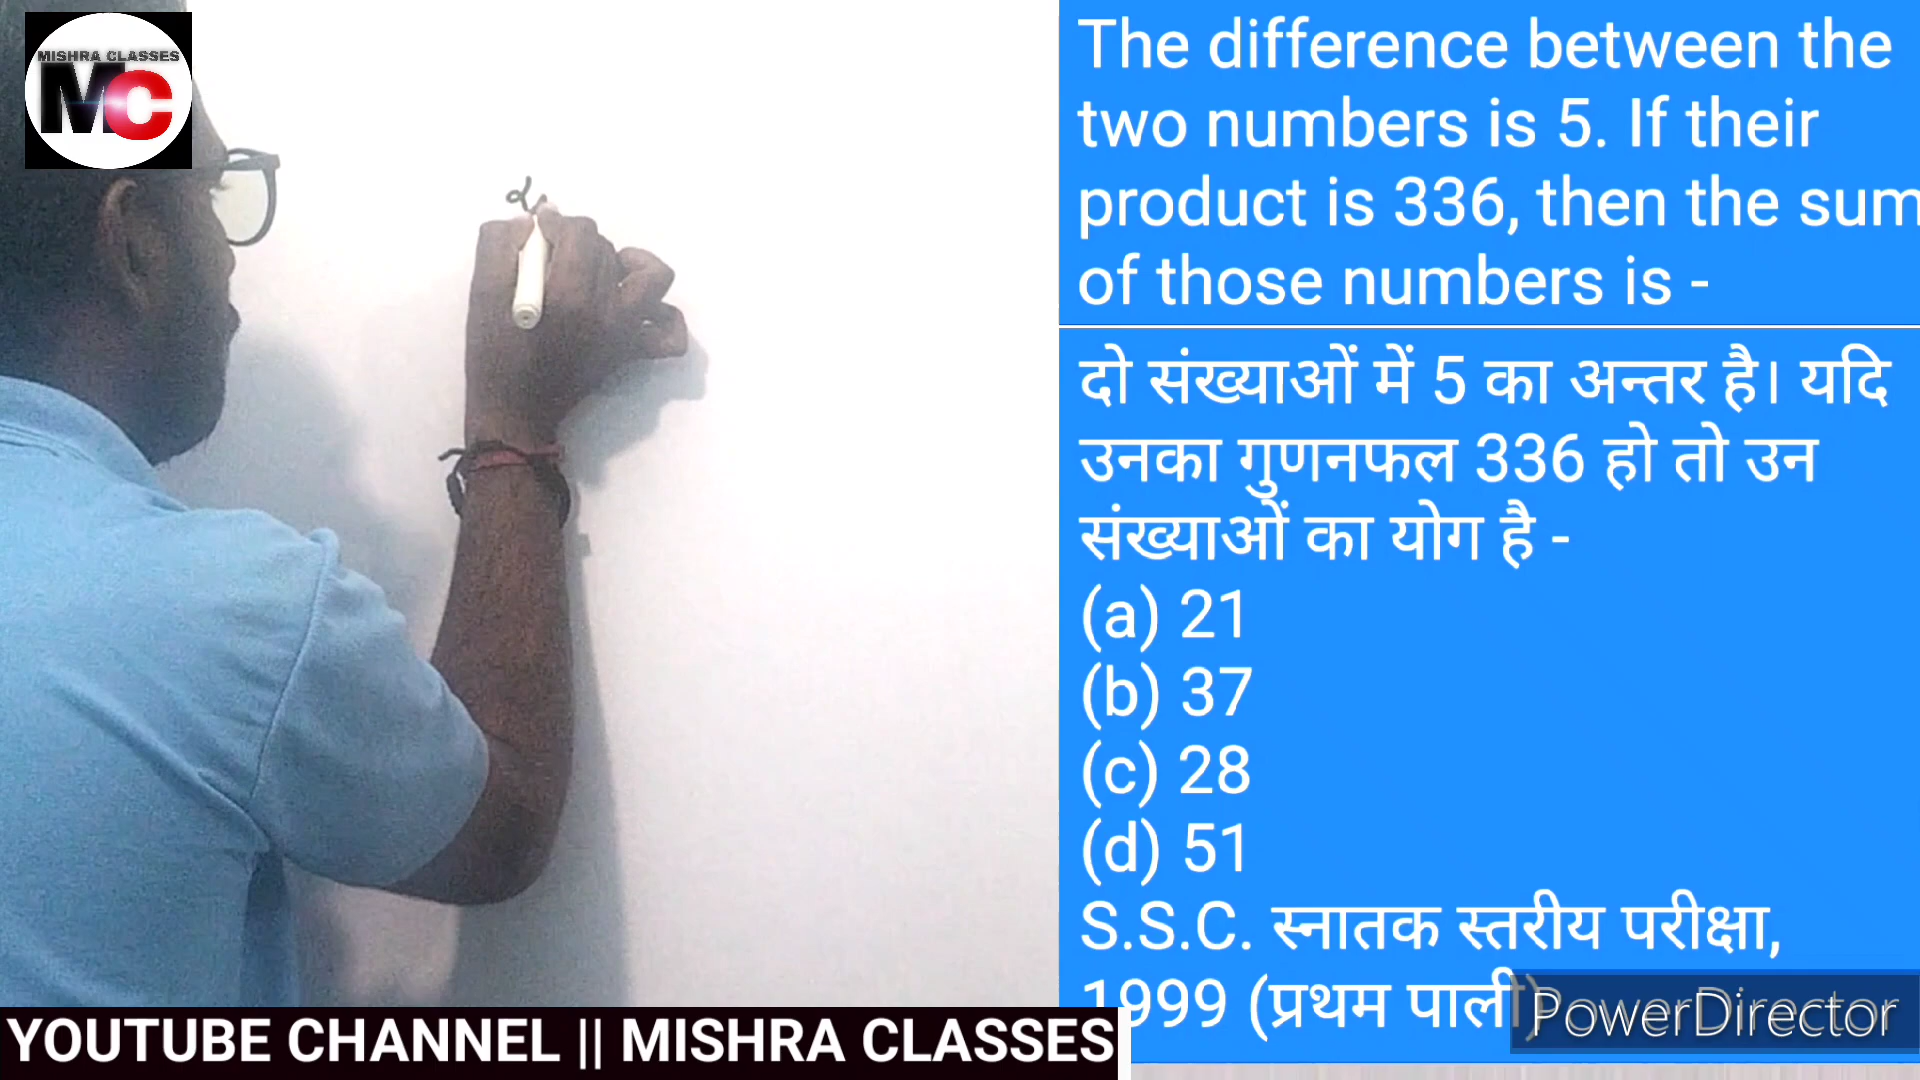 MISHRA CLASSES
MC
The difference between the
two numbers is 5. If their
product is 336, then the sum
of those numbers is -
दो संख्याओं में 5 का अन्तर है। यदि
उनका गुणनफल 336 हो तो उन
संख्याओं का योग है -
(a) 21
(b) 37
(c) 28
(d) 51
S.S.C. स्नातक स्तरीय परीक्षा,
1999 (प्रथम पाली)
PowerDirector
YOUTUBE CHANNEL || MISHRA CLASSES